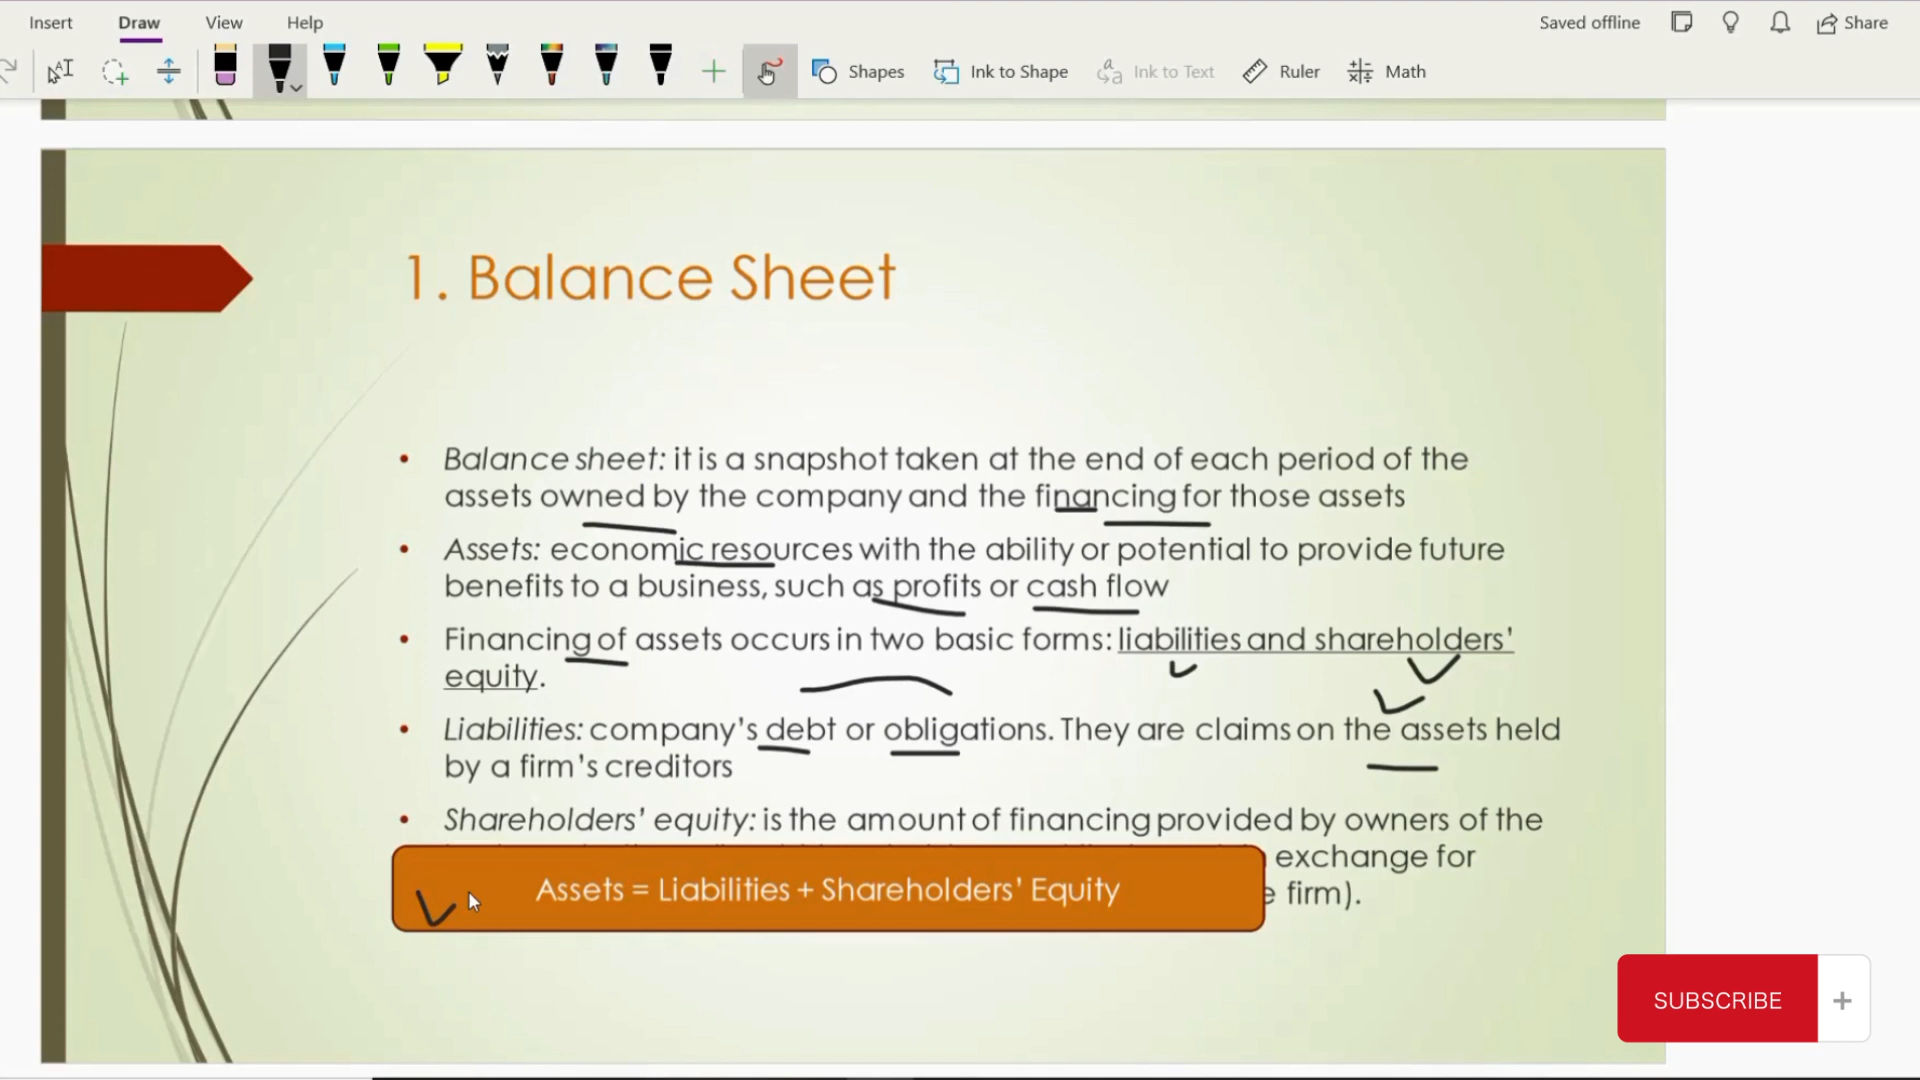 Insert Draw View Help Saved offline Share
Shapes Ink to Shape Ink to Text Ruler Math
1. Balance Sheet
• Balance sheet: it is a snapshot taken at the end of each period of the
assets owned by the company and the financing for those assets
• Assets: economic resources with the ability or potential to provide future
benefits to a business, such as profits or cash flow
• Financing of assets occurs in two basic forms: liabilities and shareholders'
equity.
• Liabilities: company's debt or obligations. They are claims on the assets held
by a firm's creditors
• Shareholders' equity: is the amount of financing provided by owners of the
exchange for
firm).
Assets = Liabilities + Shareholders' Equity
SUBSCRIBE +